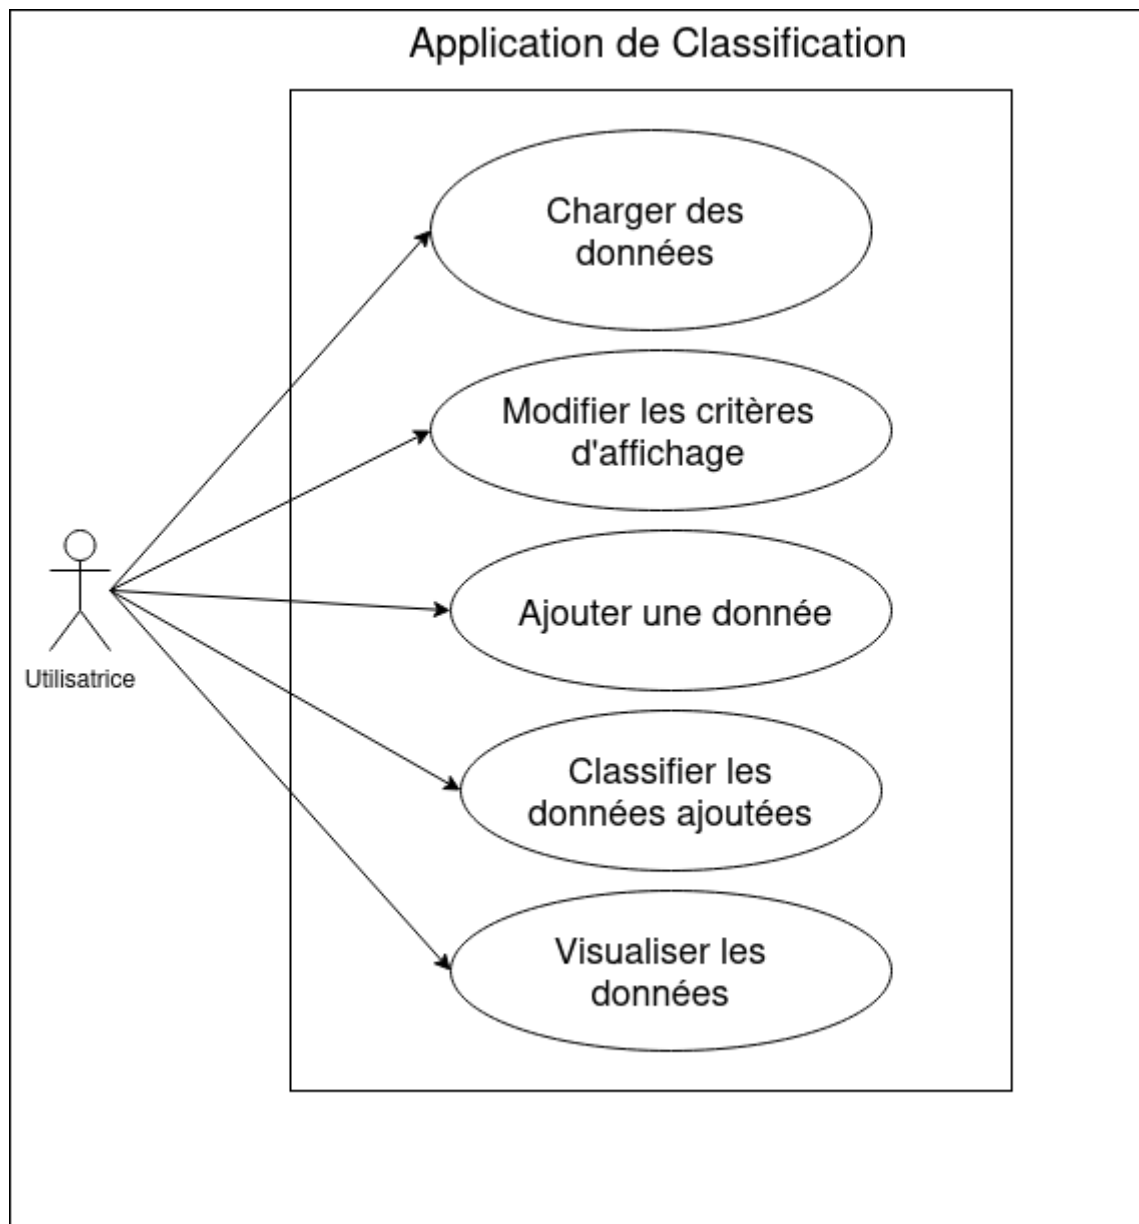 Application de Classification
Charger des
données
Modifier les critères
d'affichage
Ajouter une donnée
Utilisatrice
Classifier les
données ajoutées
Visualiser les
données